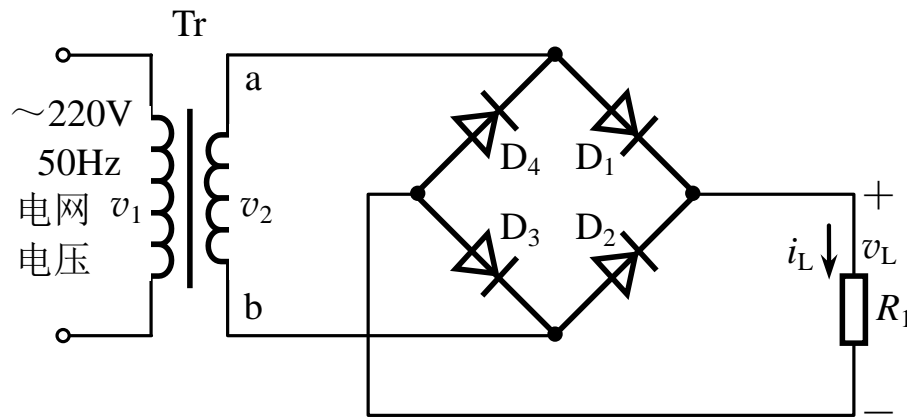 Tr
a
～220V
50Hz
电网
电压
v1
v2
b
D4
D1
D3
D2
+
iL
vL
R1
−